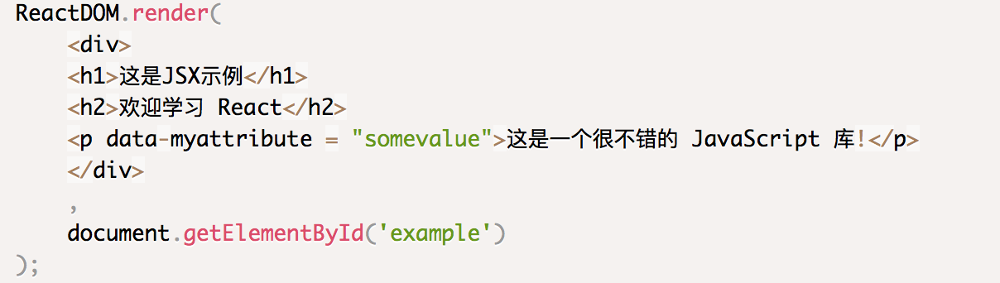 ReactDOM.render(
    <div>
    <h1>这是JSX示例</h1>
    <h2>欢迎学习 React</h2>
    <p data-myattribute = "somevalue">这是一个很不错的 JavaScript 库!</p>
    </div>
    ,
    document.getElementById('example')
);